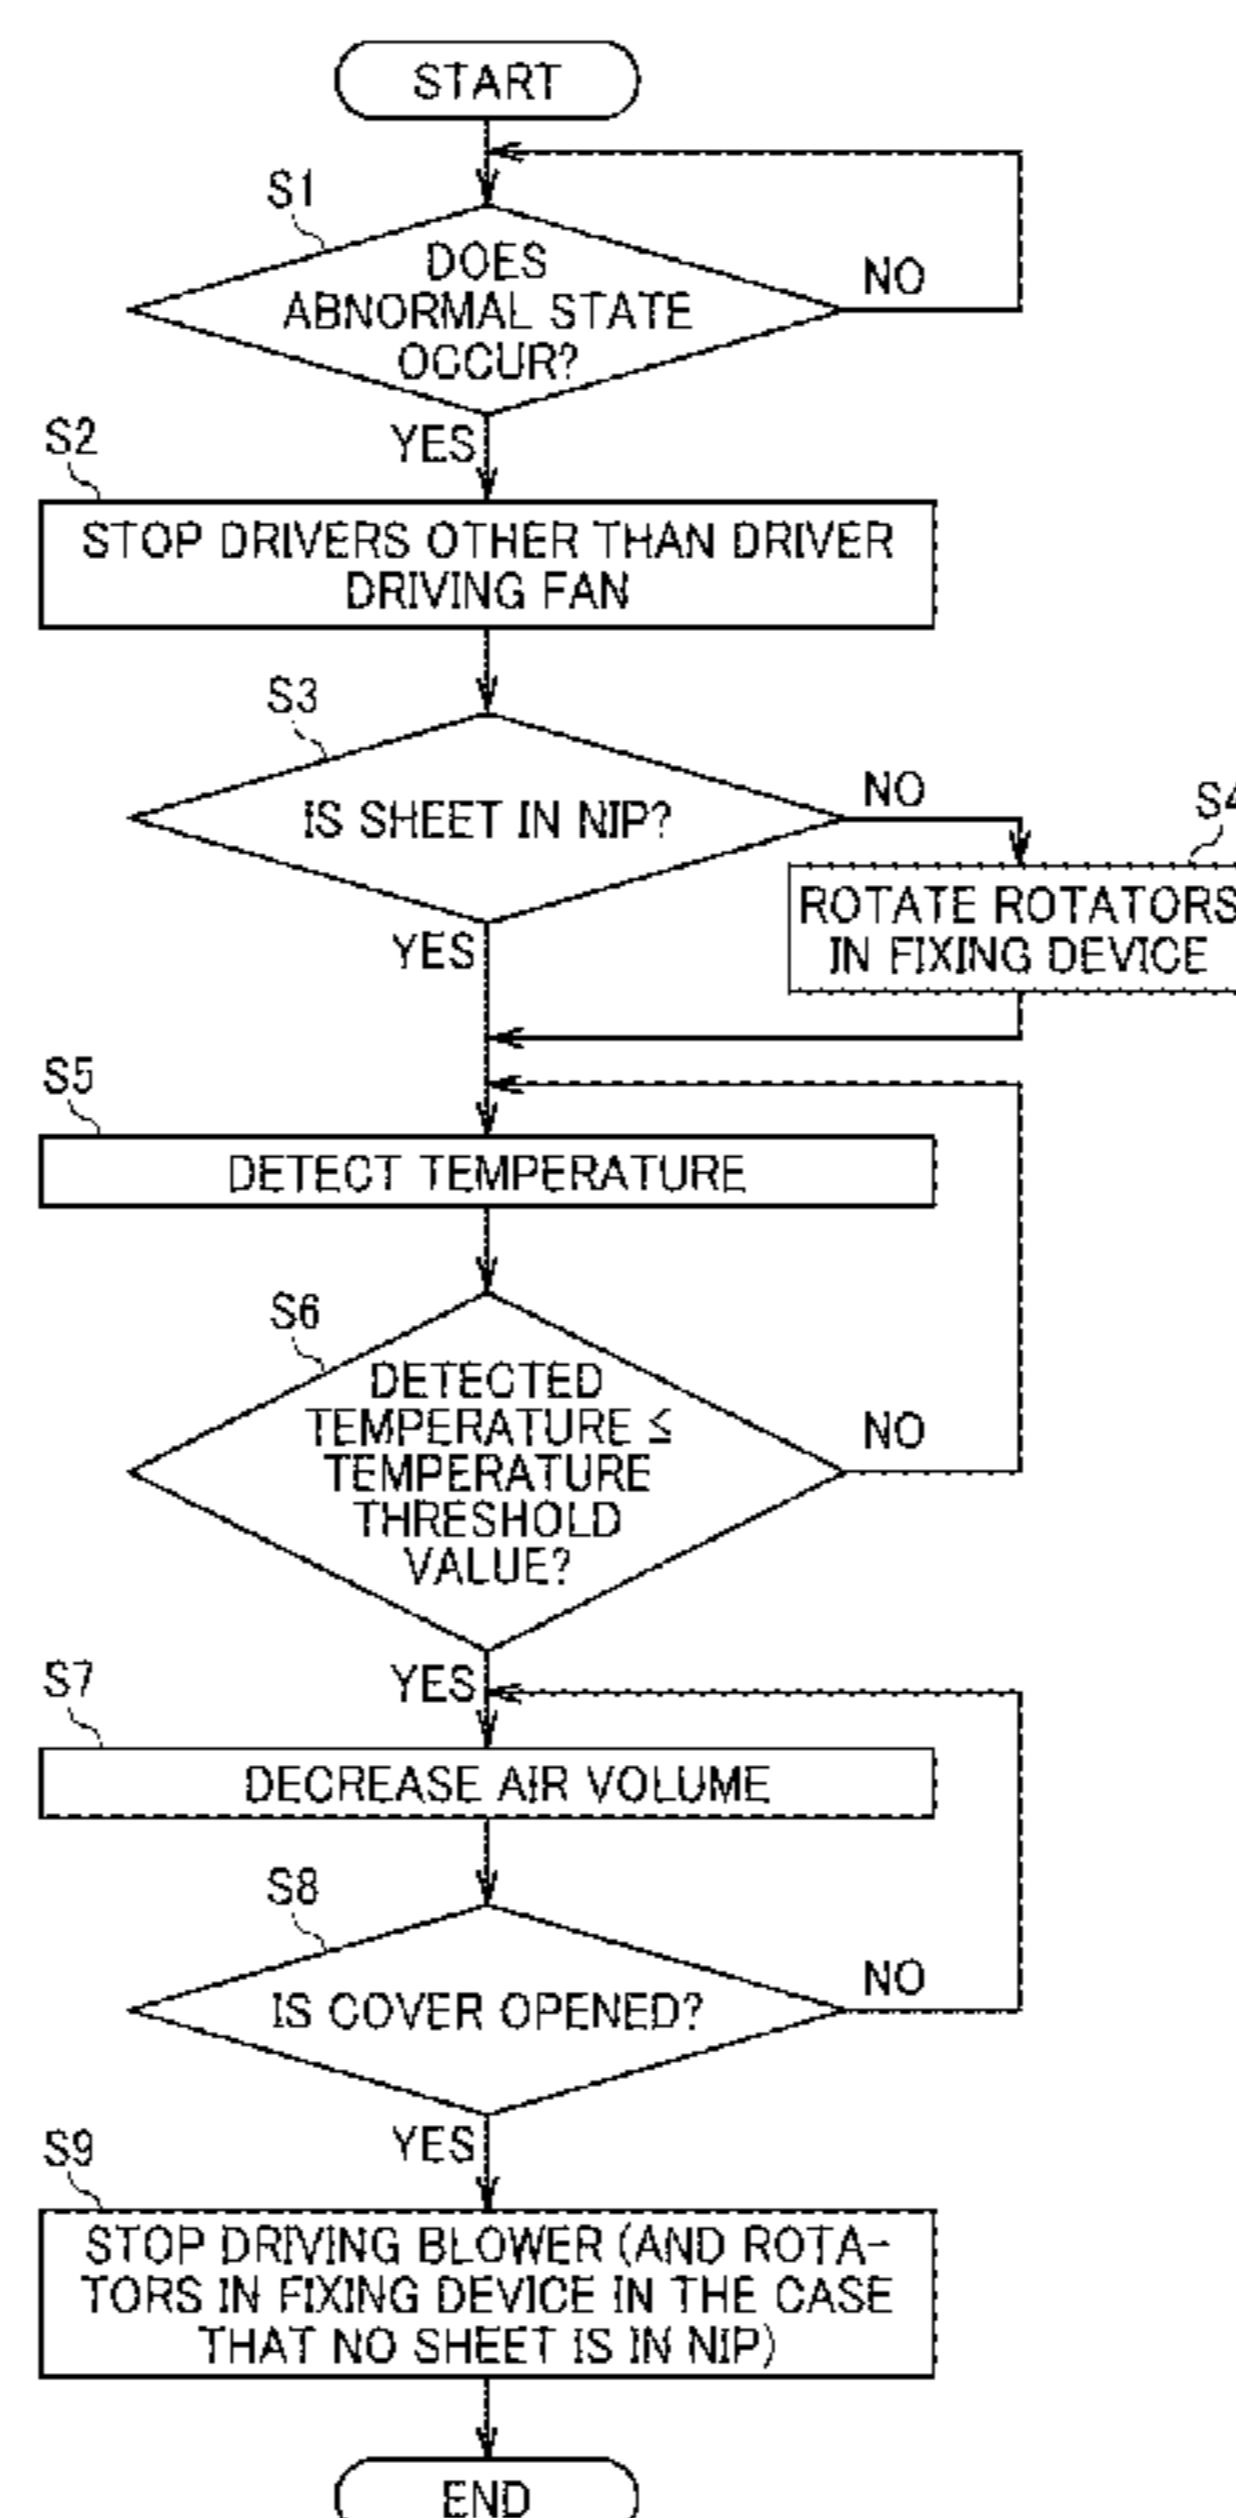 START
S1
DOES
ABNORMAL STATE
OCCUR?
NO
YES
S2
STOP DRIVERS OTHER THAN DRIVER
DRIVING FAN
S3
IS SHEET IN NIP?
NO
S4
ROTATE ROTATORS
IN FIXING DEVICE
YES
S5
DETECT TEMPERATURE
S6
DETECTED
TEMPERATURE ≤
TEMPERATURE
THRESHOLD
VALUE?
NO
YES
S7
DECREASE AIR VOLUME
S8
IS COVER OPENED?
NO
YES
S9
STOP DRIVING BLOWER (AND ROTA-
TORS IN FIXING DEVICE IN THE CASE
THAT NO SHEET IS IN NIP)
END